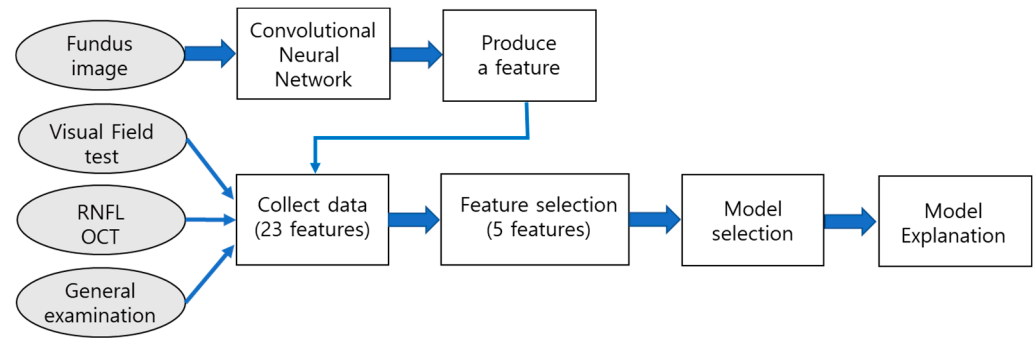 Fundus
image
Convolutional
Neural
Network
Produce
a feature
Visual Field
test
RNFL
OCT
General
examination
Collect data
(23 features)
Feature selection
(5 features)
Model
selection
Model
Explanation